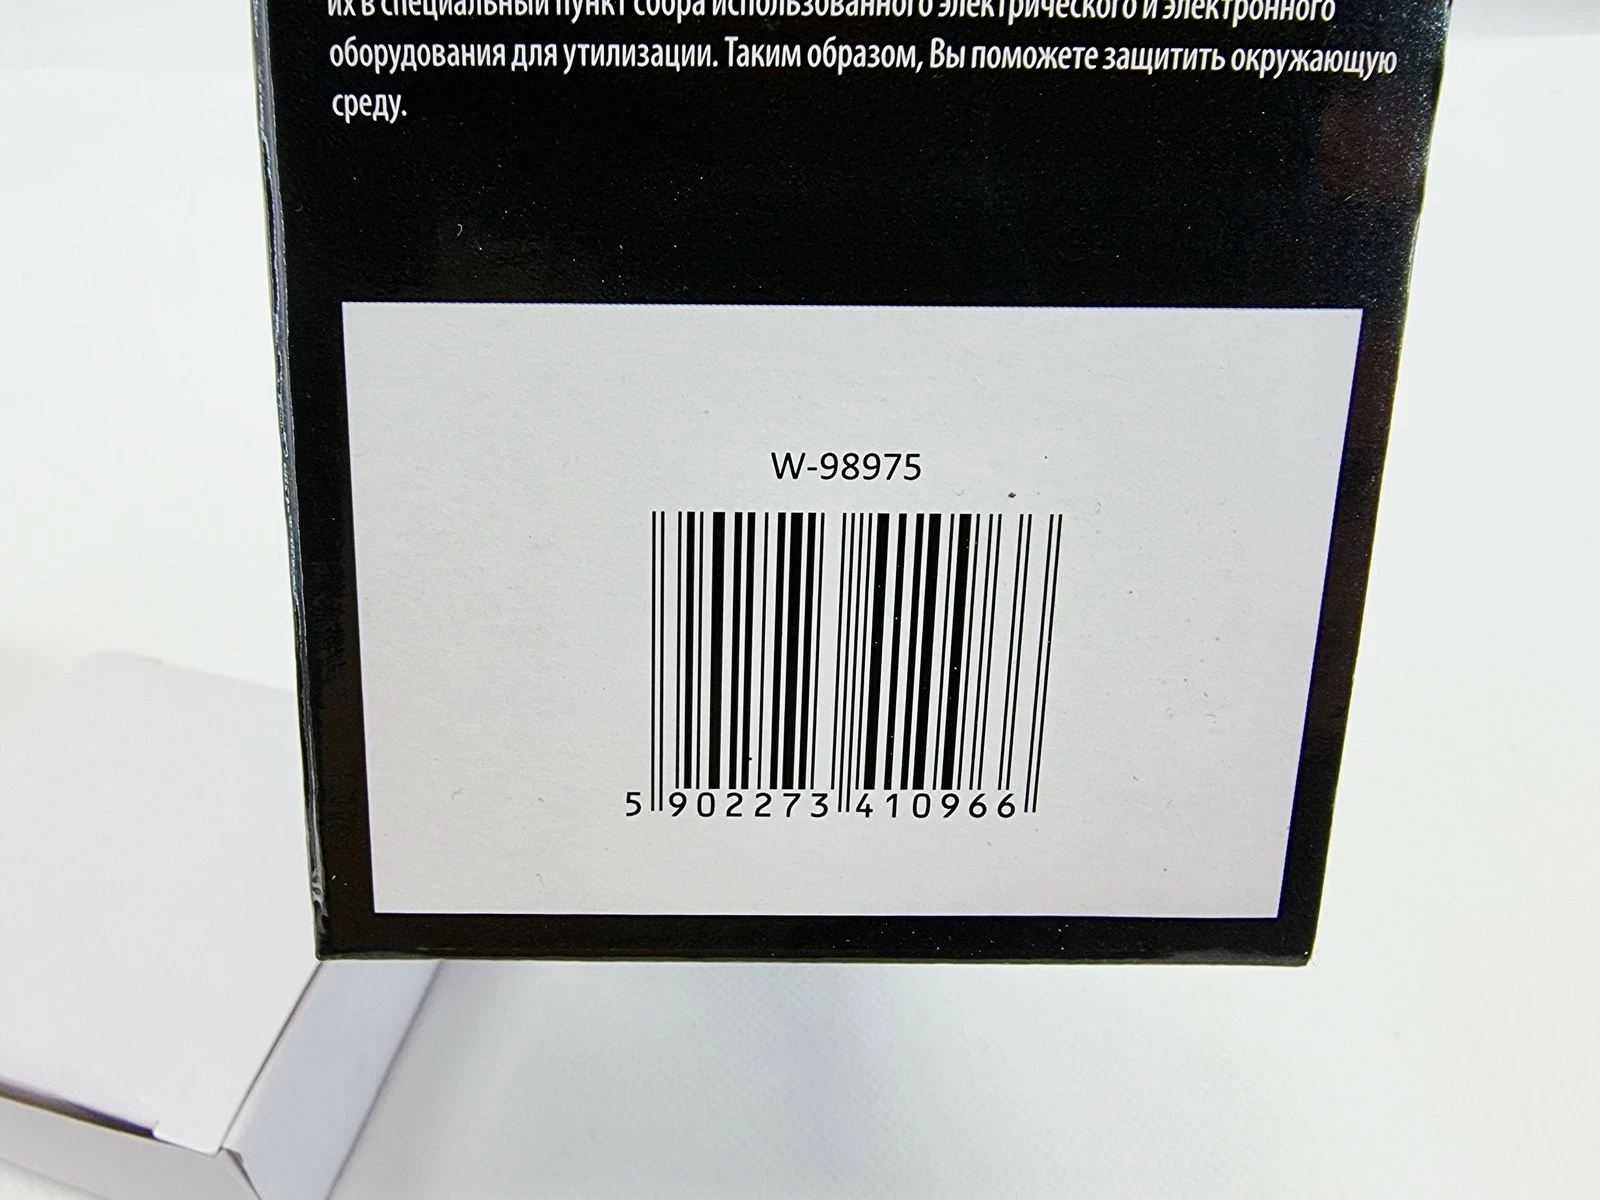 их в специальный пункт сбора использованного электрического и электронного
оборудования для утилизации. Таким образом, Вы поможете защитить окружающую
среду.
W-98975
5 902273 410966